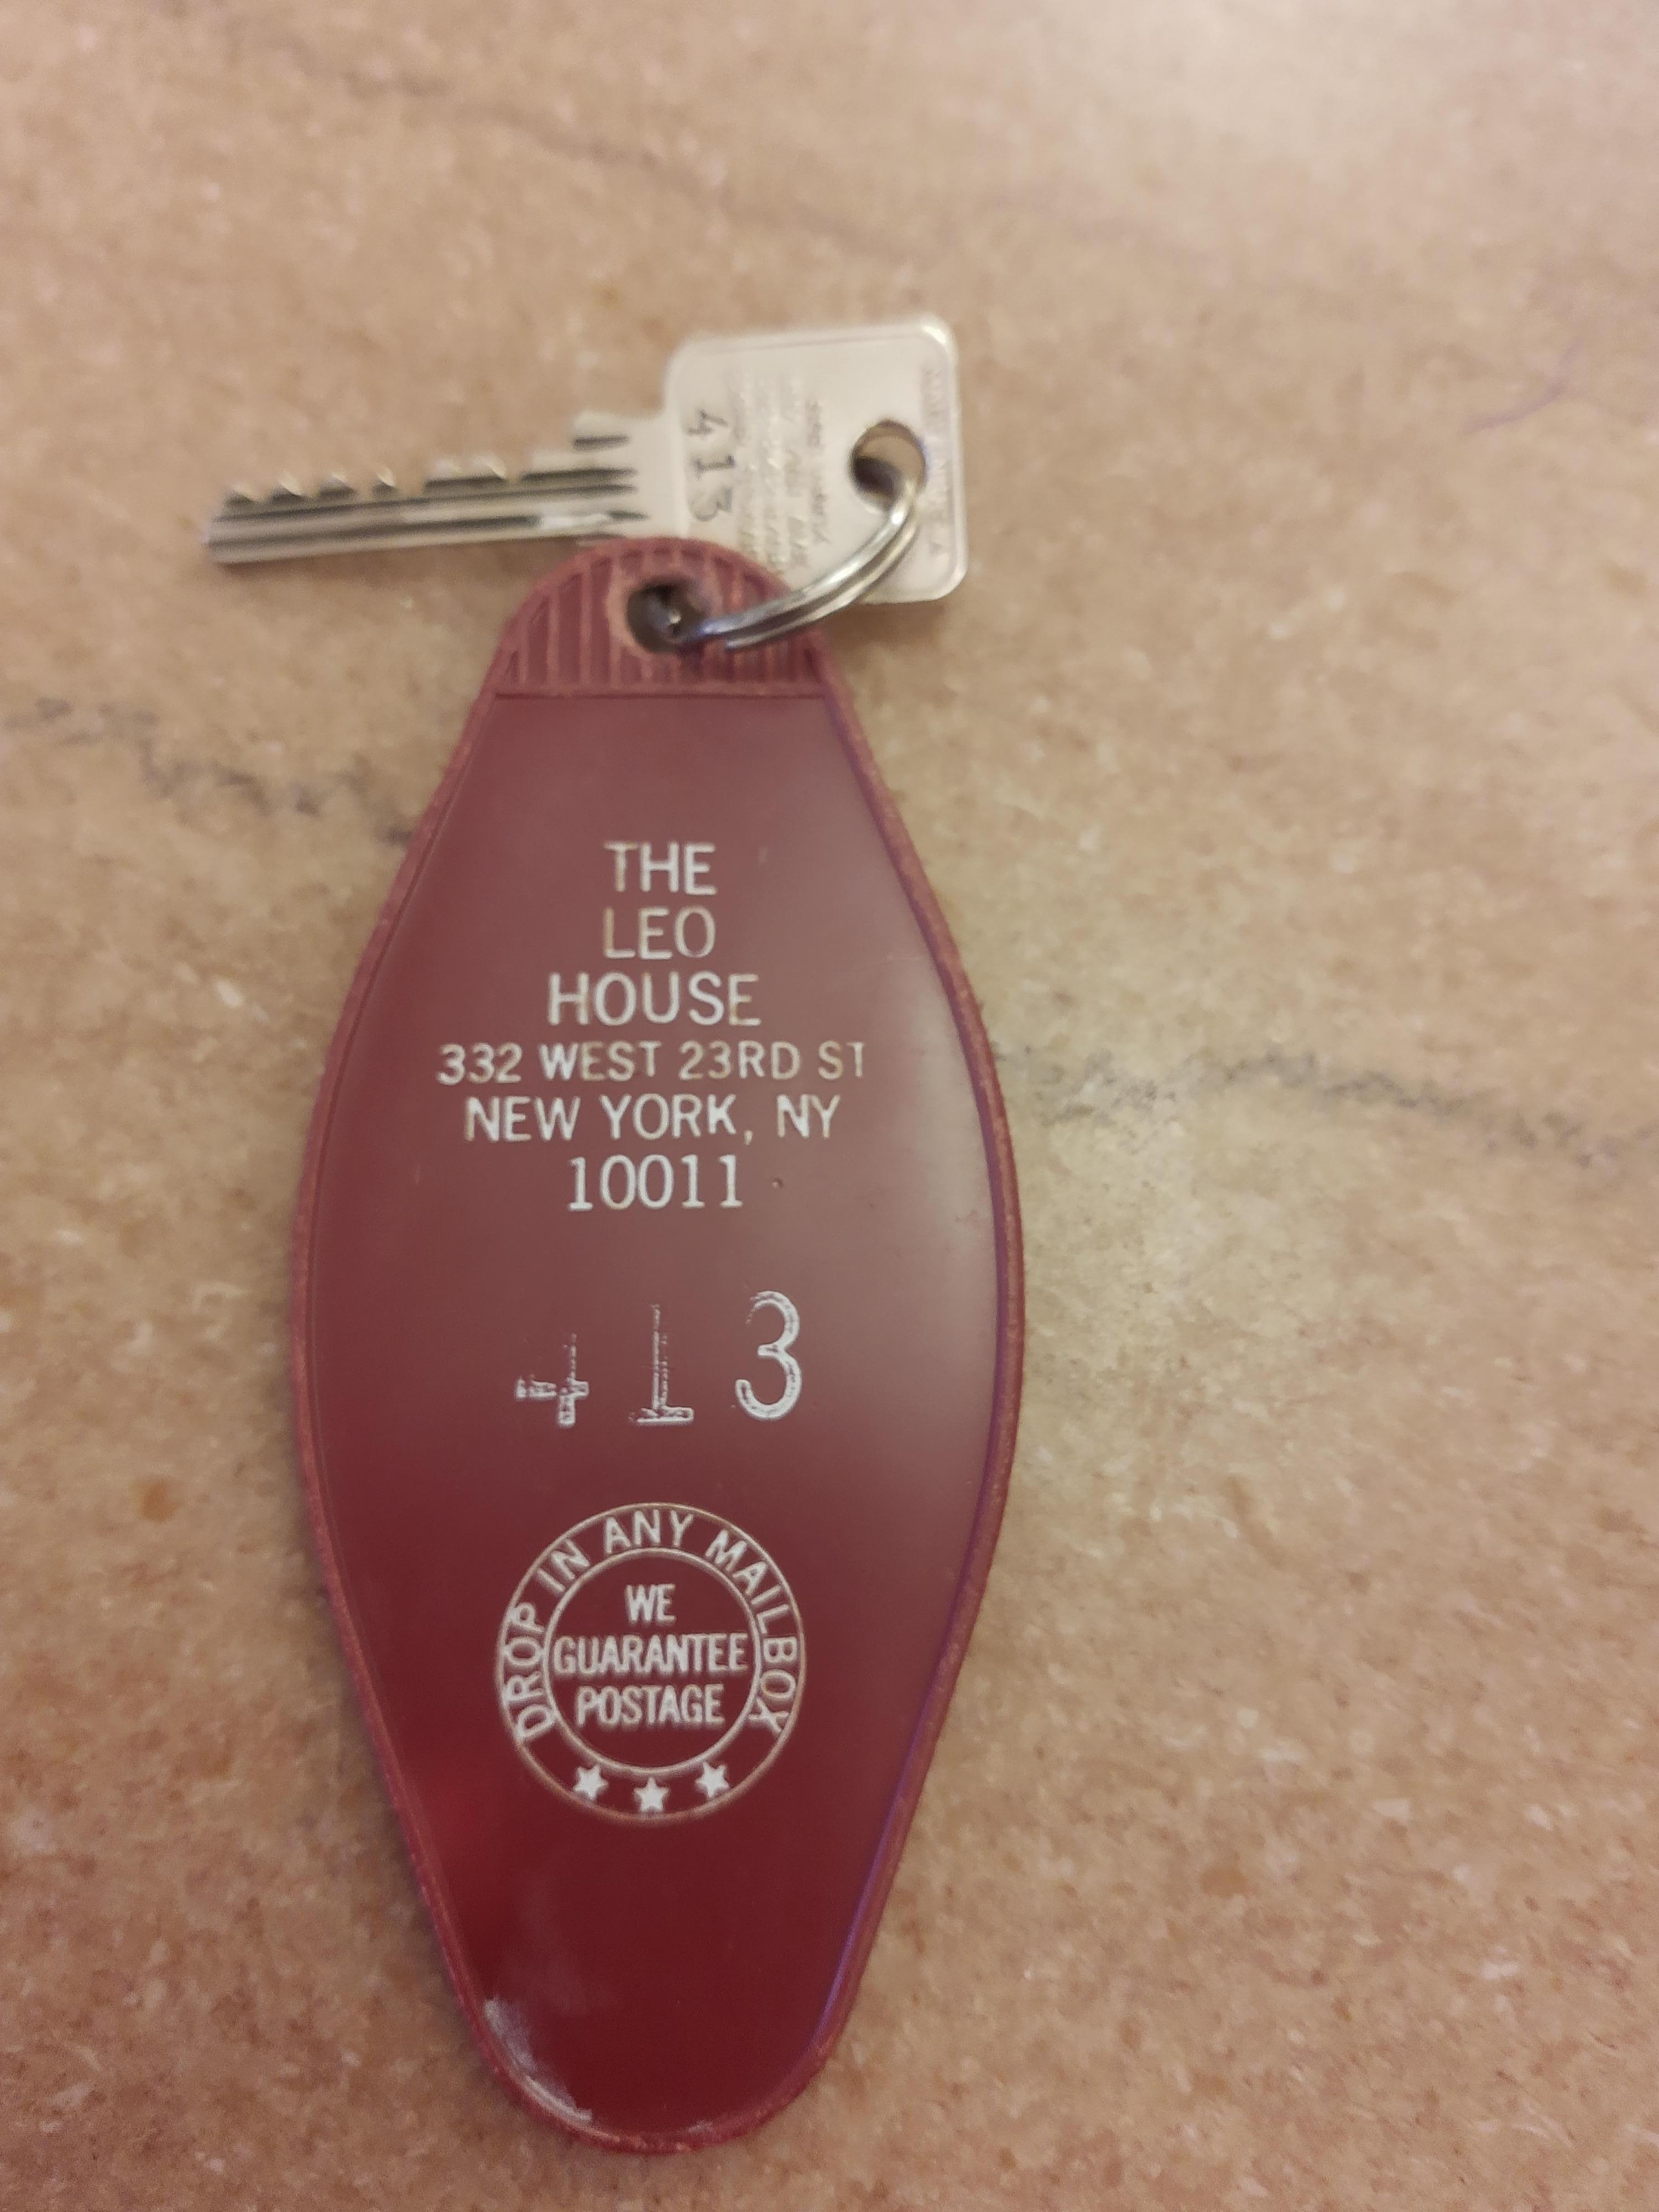 413
THE
LEO
HOUSE
332 WEST 23RD ST
NEW YORK, NY
10011
413
DROP IN ANY MAILBOX
WE
GUARANTEE
POSTAGE